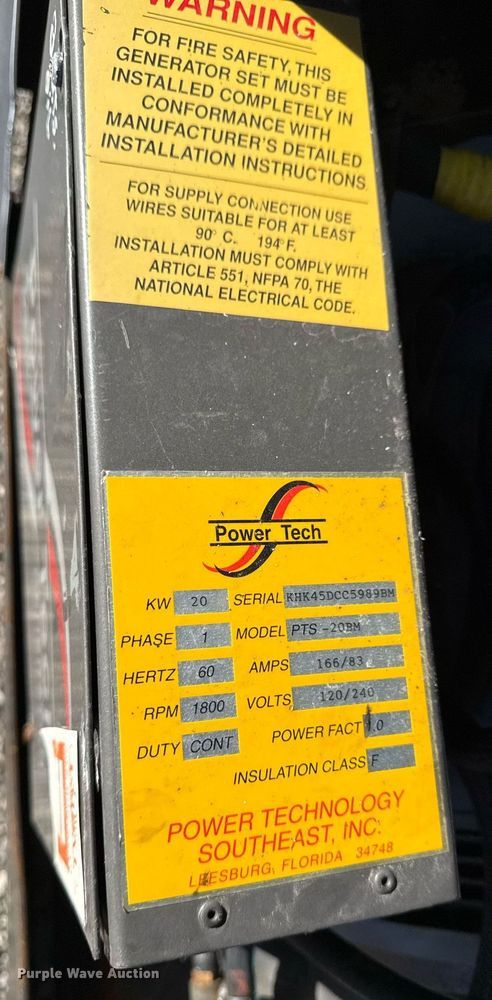 WARNING
FOR FIRE SAFETY, THIS
GENERATOR SET MUST BE
INSTALLED COMPLETELY IN
CONFORMANCE WITH
MANUFACTURER'S DETAILED
INSTALLATION INSTRUCTIONS
FOR SUPPLY CONNECTION USE
WIRES SUITABLE FOR AT LEAST
90° C. 194° F.
INSTALLATION MUST COMPLY WITH
ARTICLE 551, NFPA 70, THE
NATIONAL ELECTRICAL CODE.
Power Tech
KW 20 SERIAL KHK45DCC5989BM
PHASE 1 MODEL PTS-20BM
HERTZ 60 AMPS 166/83
RPM 1800 VOLTS 120/240
DUTY CONT POWER FACT 1.0
INSULATION CLASS F
POWER TECHNOLOGY
SOUTHEAST, INC.
LEESBURG, FLORIDA 34748
Purple Wave Auction